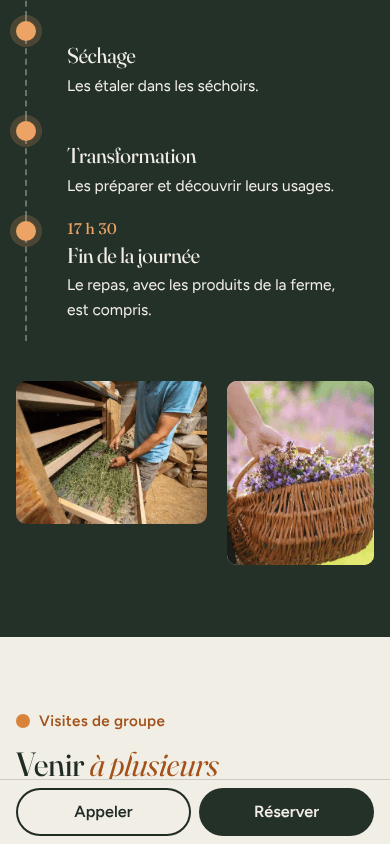 Séchage
Les étaler dans les séchoirs.
Transformation
Les préparer et découvrir leurs usages.
17 h 30
Fin de la journée
Le repas, avec les produits de la ferme,
est compris.
Visites de groupe
Venir à plusieurs
Appeler
Réserver